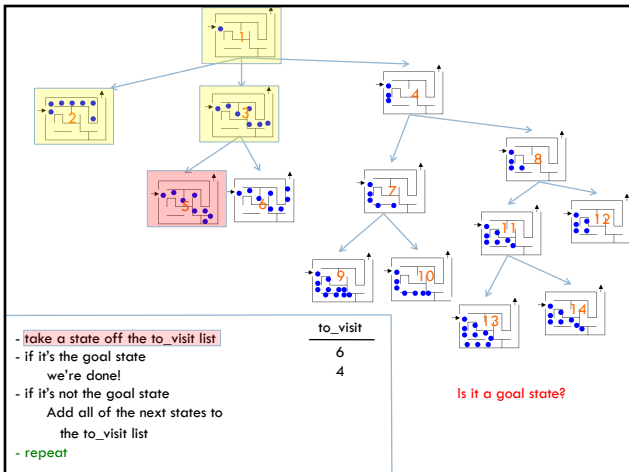 1
2
3
4
5
6
7
8
9
10
11
12
13
14
- take a state off the to_visit list
- if it's the goal state
we're done!
- if it's not the goal state
Add all of the next states to
the to_visit list
- repeat
to_visit
6
4
Is it a goal state?